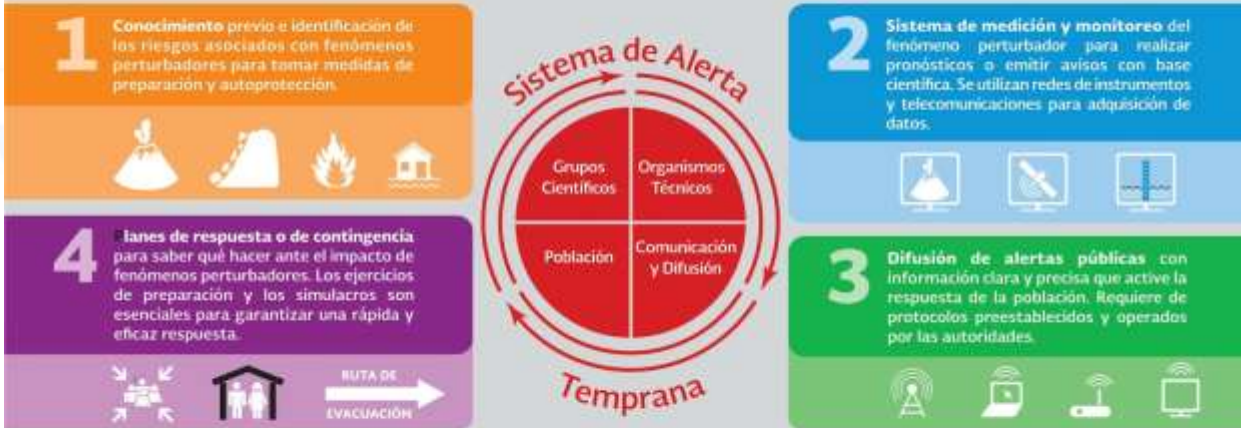 1
Conocimiento previo e identificación de
los riesgos asociados con fenómenos
perturbadores para tomar medidas de
preparación y autoprotección.
Sistema de Alerta
Temprana
Grupos
Científicos
Organismos
Técnicos
Población
Comunicación
y Difusión
2
Sistema de medición y monitoreo del
fenómeno perturbador para realizar
pronósticos o emitir avisos con base
científica. Se utilizan redes de instrumentos
y telecomunicaciones para adquisición de
datos.
3
Difusión de alertas públicas con
información clara y precisa que active la
respuesta de la población. Requiere de
protocolos preestablecidos y operados
por las autoridades.
4
Planes de respuesta o de contingencia
para saber qué hacer ante el impacto de
fenómenos perturbadores. Los ejercicios
de preparación y los simulacros son
esenciales para garantizar una rápida y
eficaz respuesta.
RUTA DE
EVACUACIÓN